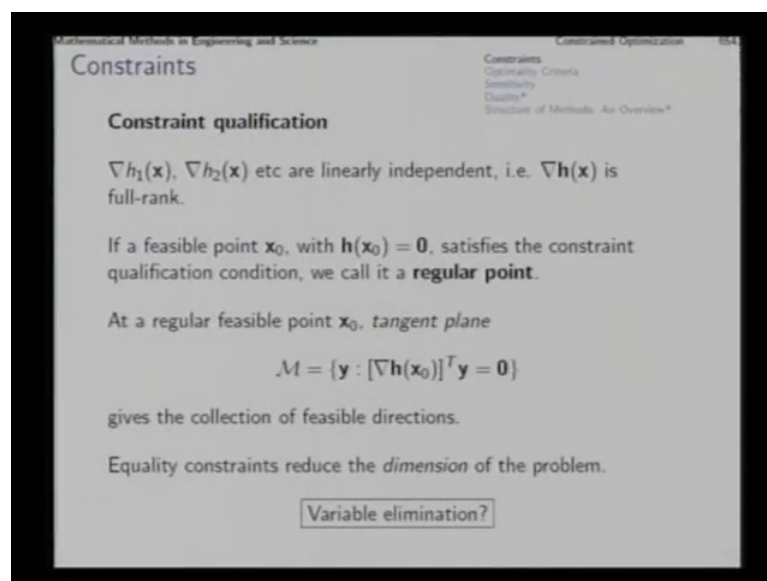 Mathematical Methods in Engineering and Science
Constrained Optimization
Constraints
Constraints
Optimality Criteria
Sensitivity
Duality*
Structure of Methods: An Overview*
Constraint qualification
∇h₁(x), ∇h₂(x) etc are linearly independent, i.e. ∇h(x) is
full-rank.
If a feasible point x₀, with h(x₀) = 0, satisfies the constraint
qualification condition, we call it a regular point.
At a regular feasible point x₀, tangent plane
M = {y : [∇h(x₀)]ᵀy = 0}
gives the collection of feasible directions.
Equality constraints reduce the dimension of the problem.
Variable elimination?